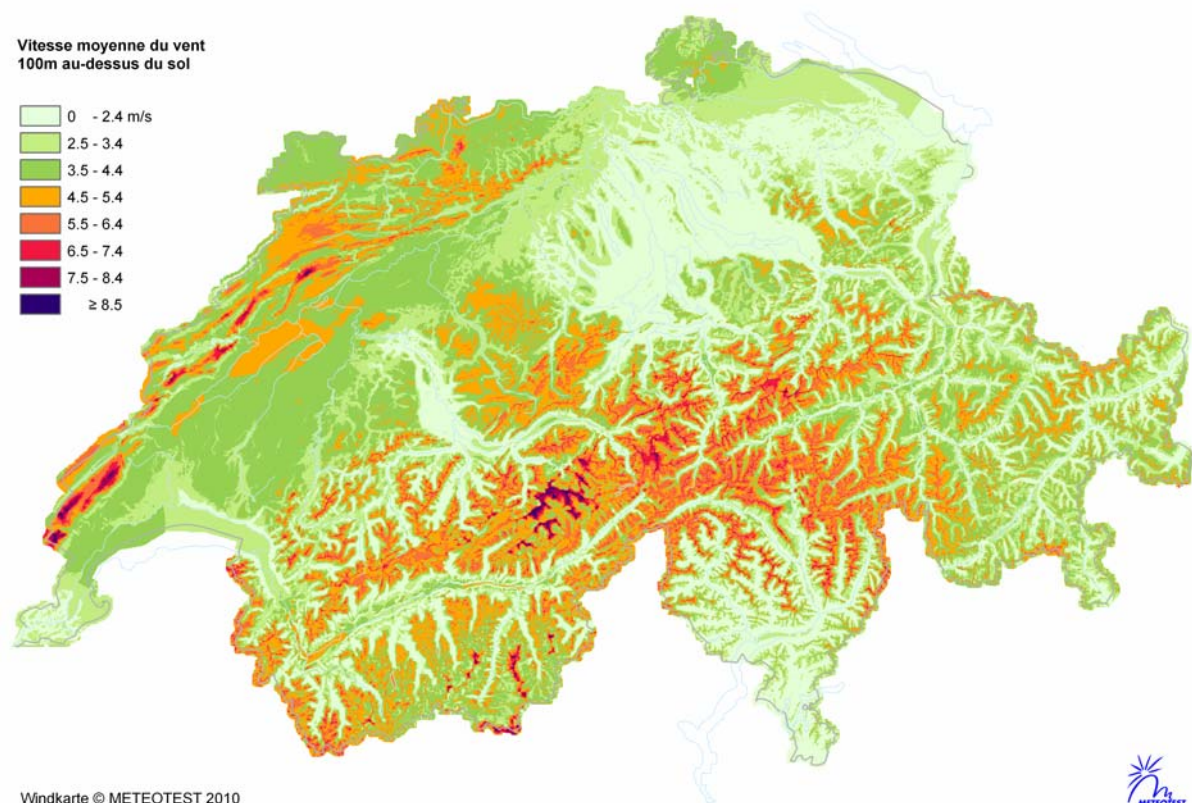 Vitesse moyenne du vent
100m au-dessus du sol
0 - 2.4 m/s
2.5 - 3.4
3.5 - 4.4
4.5 - 5.4
5.5 - 6.4
6.5 - 7.4
7.5 - 8.4
≥ 8.5
Windkarte © METEOTEST 2010
METEOTEST